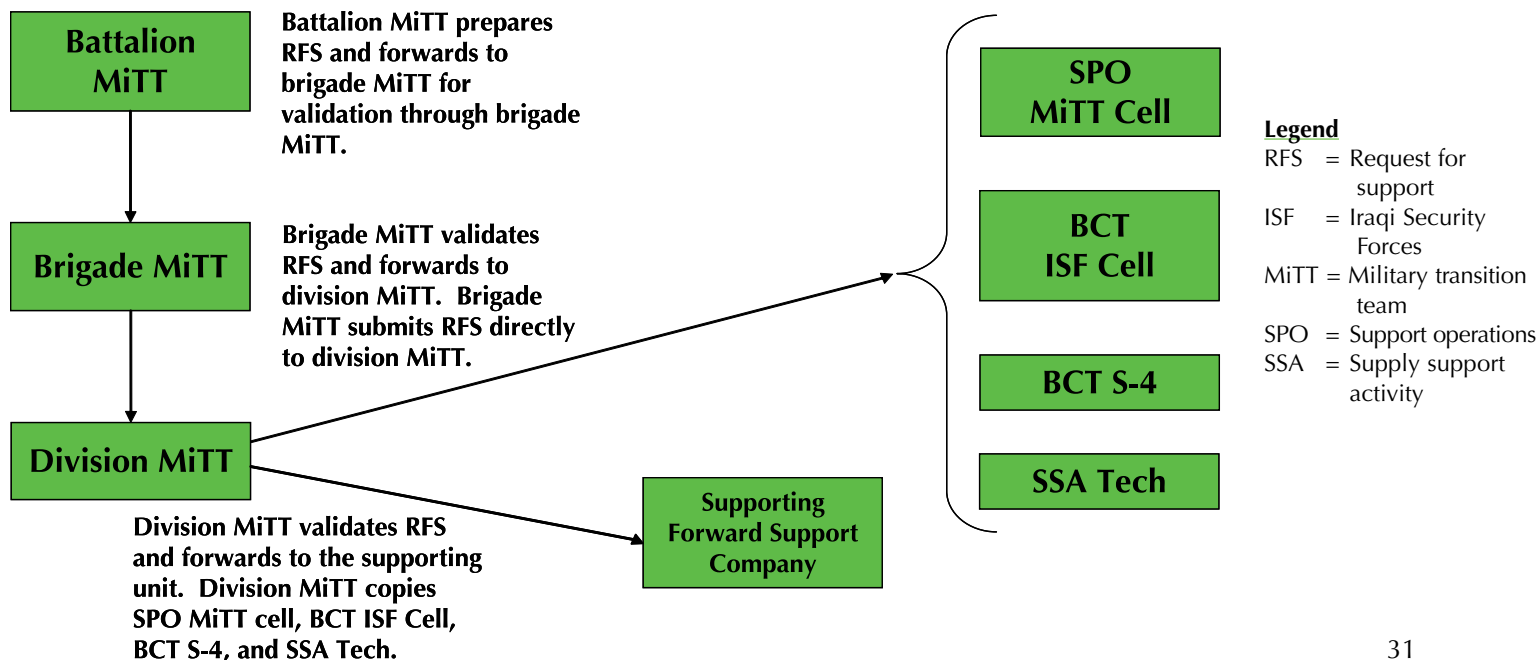 Battalion
MiTT
Battalion MiTT prepares
RFS and forwards to
brigade MiTT for
validation through brigade
MiTT.
Brigade MiTT
Brigade MiTT validates
RFS and forwards to
division MiTT.  Brigade
MiTT submits RFS directly
to division MiTT.
Division MiTT
Division MiTT validates RFS
and forwards to the supporting
unit.  Division MiTT copies
SPO MiTT cell, BCT ISF Cell,
BCT S-4, and SSA Tech.
Supporting
Forward Support
Company
SPO
MiTT Cell
BCT
ISF Cell
BCT S-4
SSA Tech
Legend
RFS = Request for
support
ISF = Iraqi Security
Forces
MiTT = Military transition
team
SPO = Support operations
SSA = Supply support
activity
31